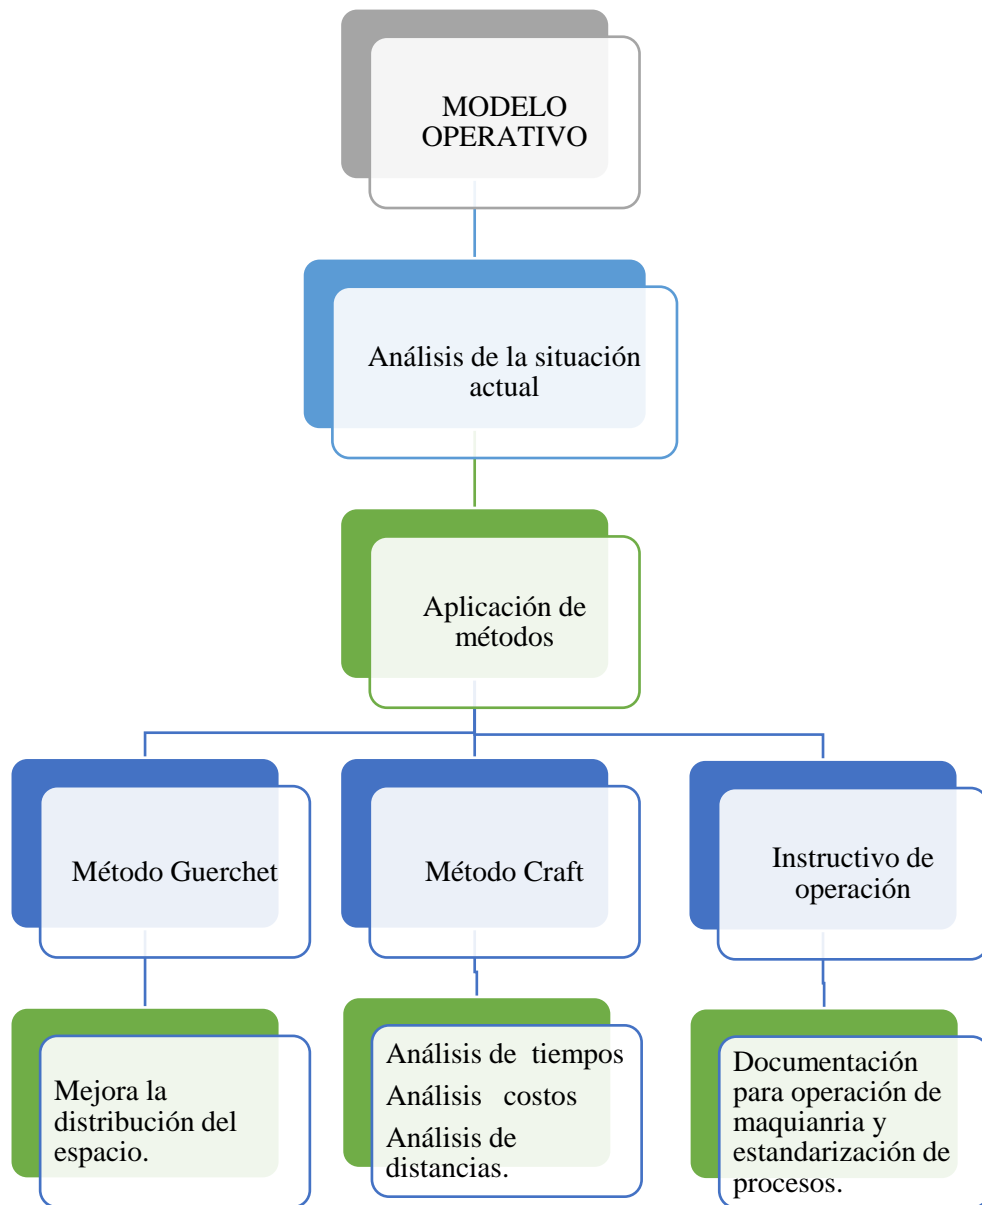 MODELO
OPERATIVO
Análisis de la situación
actual
Aplicación de
métodos
Método Guerchet
Método Craft
Instructivo de
operación
Mejora la
distribución del
espacio.
Análisis de tiempos
Análisis costos
Análisis de
distancias.
Documentación
para operación de
maquianria y
estandarización de
procesos.